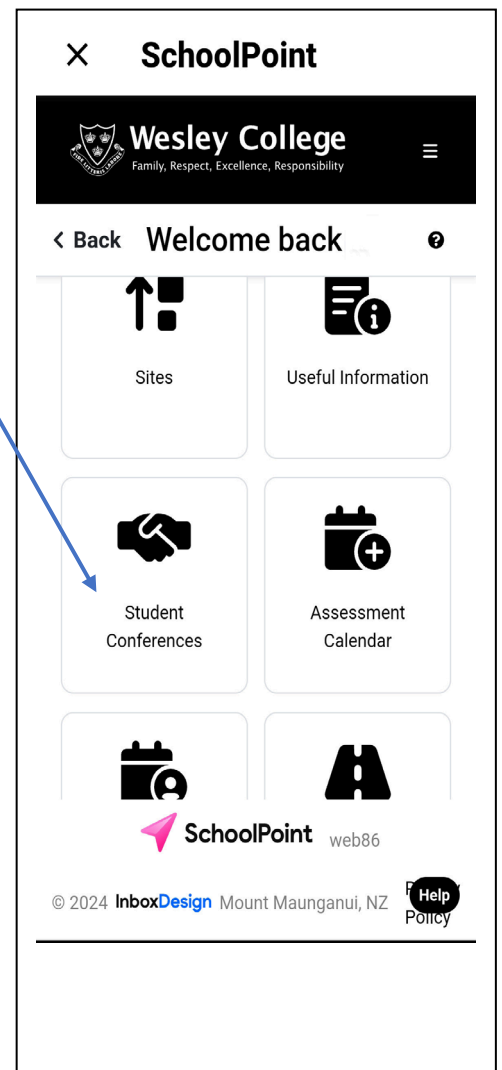 SchoolPoint
Wesley College
Family, Respect, Excellence, Responsibility
Back Welcome back
Sites
Useful Information
Student
Conferences
Assessment
Calendar
SchoolPoint web86
© 2024 InboxDesign Mount Maunganui, NZ
Help
Policy